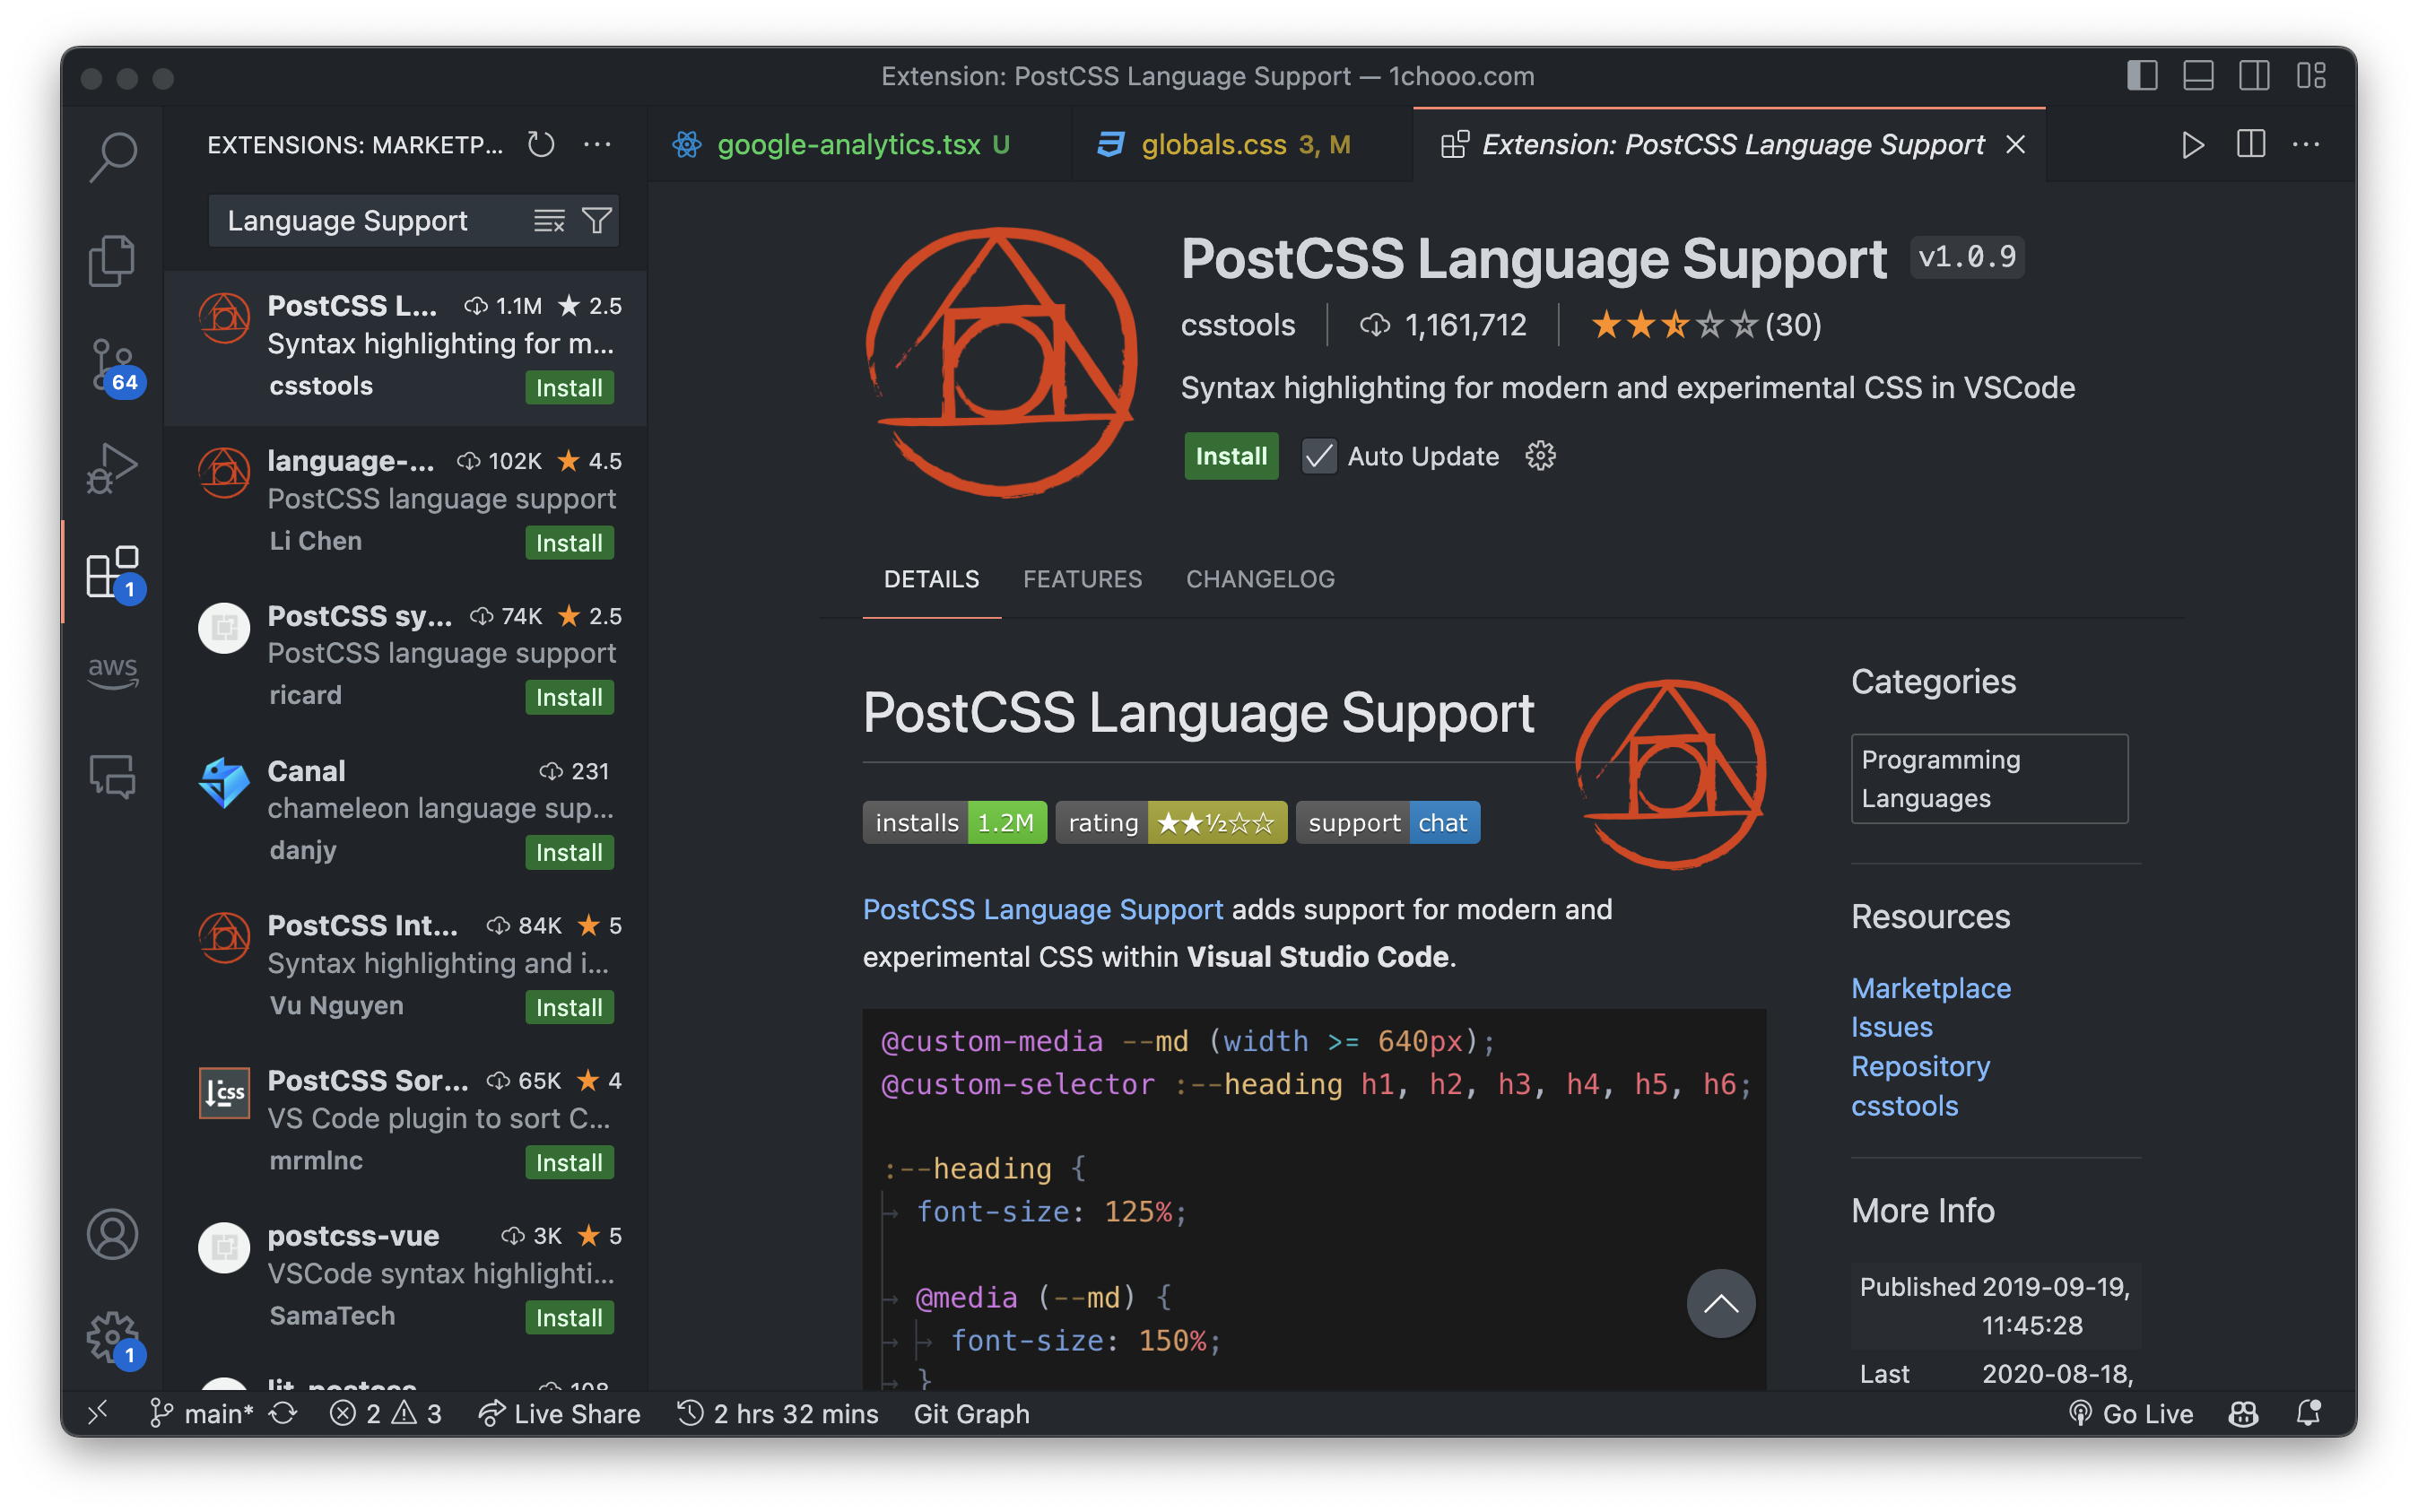 Extension: PostCSS Language Support — 1chooo.com
EXTENSIONS: MARKETP...
Language Support
PostCSS L... 1.1M ★ 2.5
Syntax highlighting for m...
csstools Install
language-... 102K ★ 4.5
PostCSS language support
Li Chen Install
PostCSS sy... 74K ★ 2.5
PostCSS language support
ricard Install
Canal 231
chameleon language sup...
danjy Install
PostCSS Int... 84K ★ 5
Syntax highlighting and i...
Vu Nguyen Install
PostCSS Sor... 65K ★ 4
VS Code plugin to sort C...
mrmlnc Install
postcss-vue 3K ★ 5
VSCode syntax highlighti...
SamaTech Install
lit-postcss 108
64
1
aws
1
css
google-analytics.tsx U
globals.css 3, M
Extension: PostCSS Language Support
PostCSS Language Support v1.0.9
csstools 1,161,712 ★★⯪☆☆ (30)
Syntax highlighting for modern and experimental CSS in VSCode
Install Auto Update
DETAILS FEATURES CHANGELOG
PostCSS Language Support
installs 1.2M rating ★★½☆☆ support chat
PostCSS Language Support adds support for modern and
experimental CSS within Visual Studio Code.
@custom-media --md (width >= 640px);
@custom-selector :--heading h1, h2, h3, h4, h5, h6;
:--heading {
font-size: 125%;
@media (--md) {
font-size: 150%;
}
Categories
Programming
Languages
Resources
Marketplace
Issues
Repository
csstools
More Info
Published 2019-09-19,
11:45:28
Last 2020-08-18,
main* 2 3 Live Share 2 hrs 32 mins Git Graph Go Live